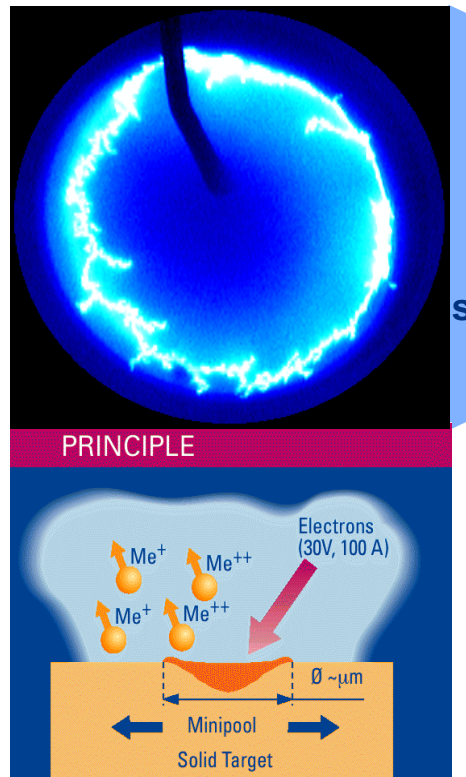 s
PRINCIPLE
Electrons
(30V, 100 A)
Me⁺
Me⁺⁺
Me⁺
Me⁺⁺
Ø ~µm
Minipool
Solid Target